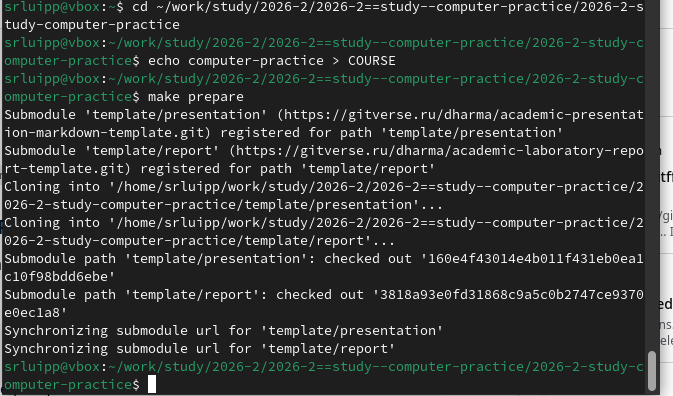 srluipp@vbox:~$ cd ~/work/study/2026-2/2026-2==study--computer-practice/2026-2-s
tudy-computer-practice
srluipp@vbox:~/work/study/2026-2/2026-2==study--computer-practice/2026-2-study-c
omputer-practice$ echo computer-practice > COURSE
srluipp@vbox:~/work/study/2026-2/2026-2==study--computer-practice/2026-2-study-c
omputer-practice$ make prepare
Submodule 'template/presentation' (https://gitverse.ru/dharma/academic-presentat
ion-markdown-template.git) registered for path 'template/presentation'
Submodule 'template/report' (https://gitverse.ru/dharma/academic-laboratory-repo
rt-template.git) registered for path 'template/report'
Cloning into '/home/srluipp/work/study/2026-2/2026-2==study--computer-practice/2
026-2-study-computer-practice/template/presentation'...
Cloning into '/home/srluipp/work/study/2026-2/2026-2==study--computer-practice/2
026-2-study-computer-practice/template/report'...
Submodule path 'template/presentation': checked out '160e4f43014e4b011f431eb0ea1
c10f98bdd6ebe'
Submodule path 'template/report': checked out '3818a93e0fd31868c9a5c0b2747ce9370
e0ec1a8'
Synchronizing submodule url for 'template/presentation'
Synchronizing submodule url for 'template/report'
srluipp@vbox:~/work/study/2026-2/2026-2==study--computer-practice/2026-2-study-c
omputer-practice$